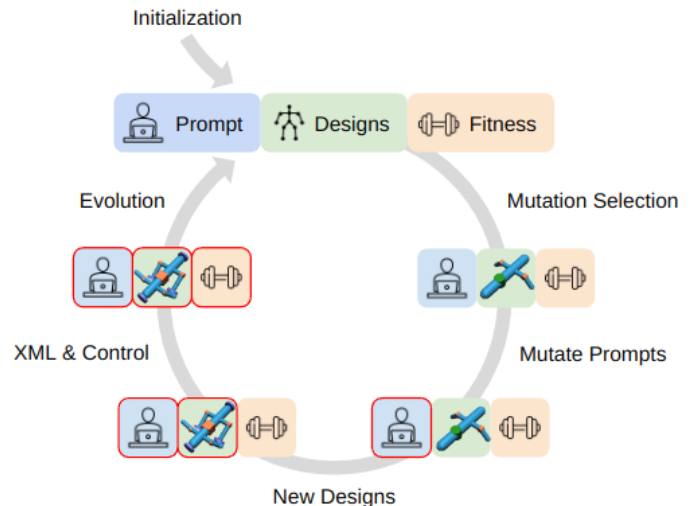 Initialization
Prompt Designs Fitness
Evolution
Mutation Selection
XML & Control
Mutate Prompts
New Designs